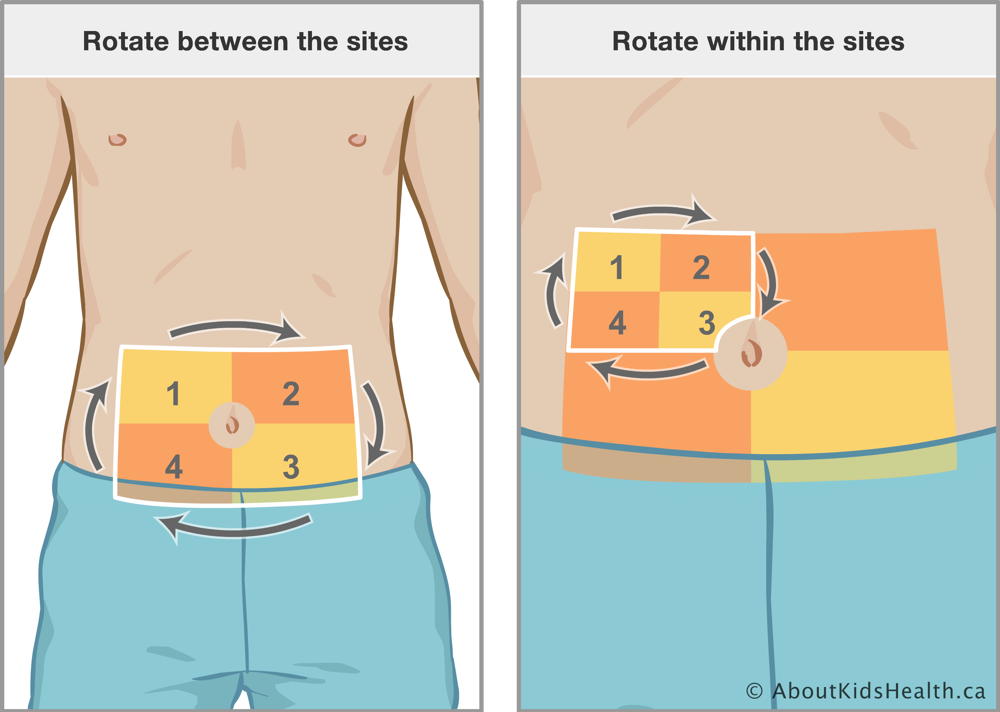 Rotate between the sites
1 2
4 3
Rotate within the sites
1 2
4 3
© AboutKidsHealth.ca